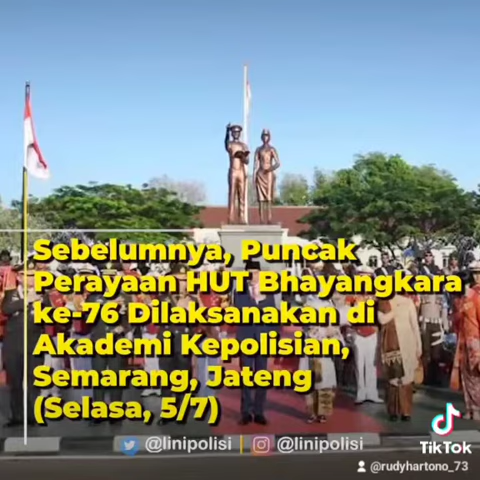 Sebelumnya, Puncak
Perayaan HUT Bhayangkara
ke-76 Dilaksanakan di
Akademi Kepolisian,
Semarang, Jateng
(Selasa, 5/7)
@linipolisi | @linipolisi
TikTok
@rudyhartono_73